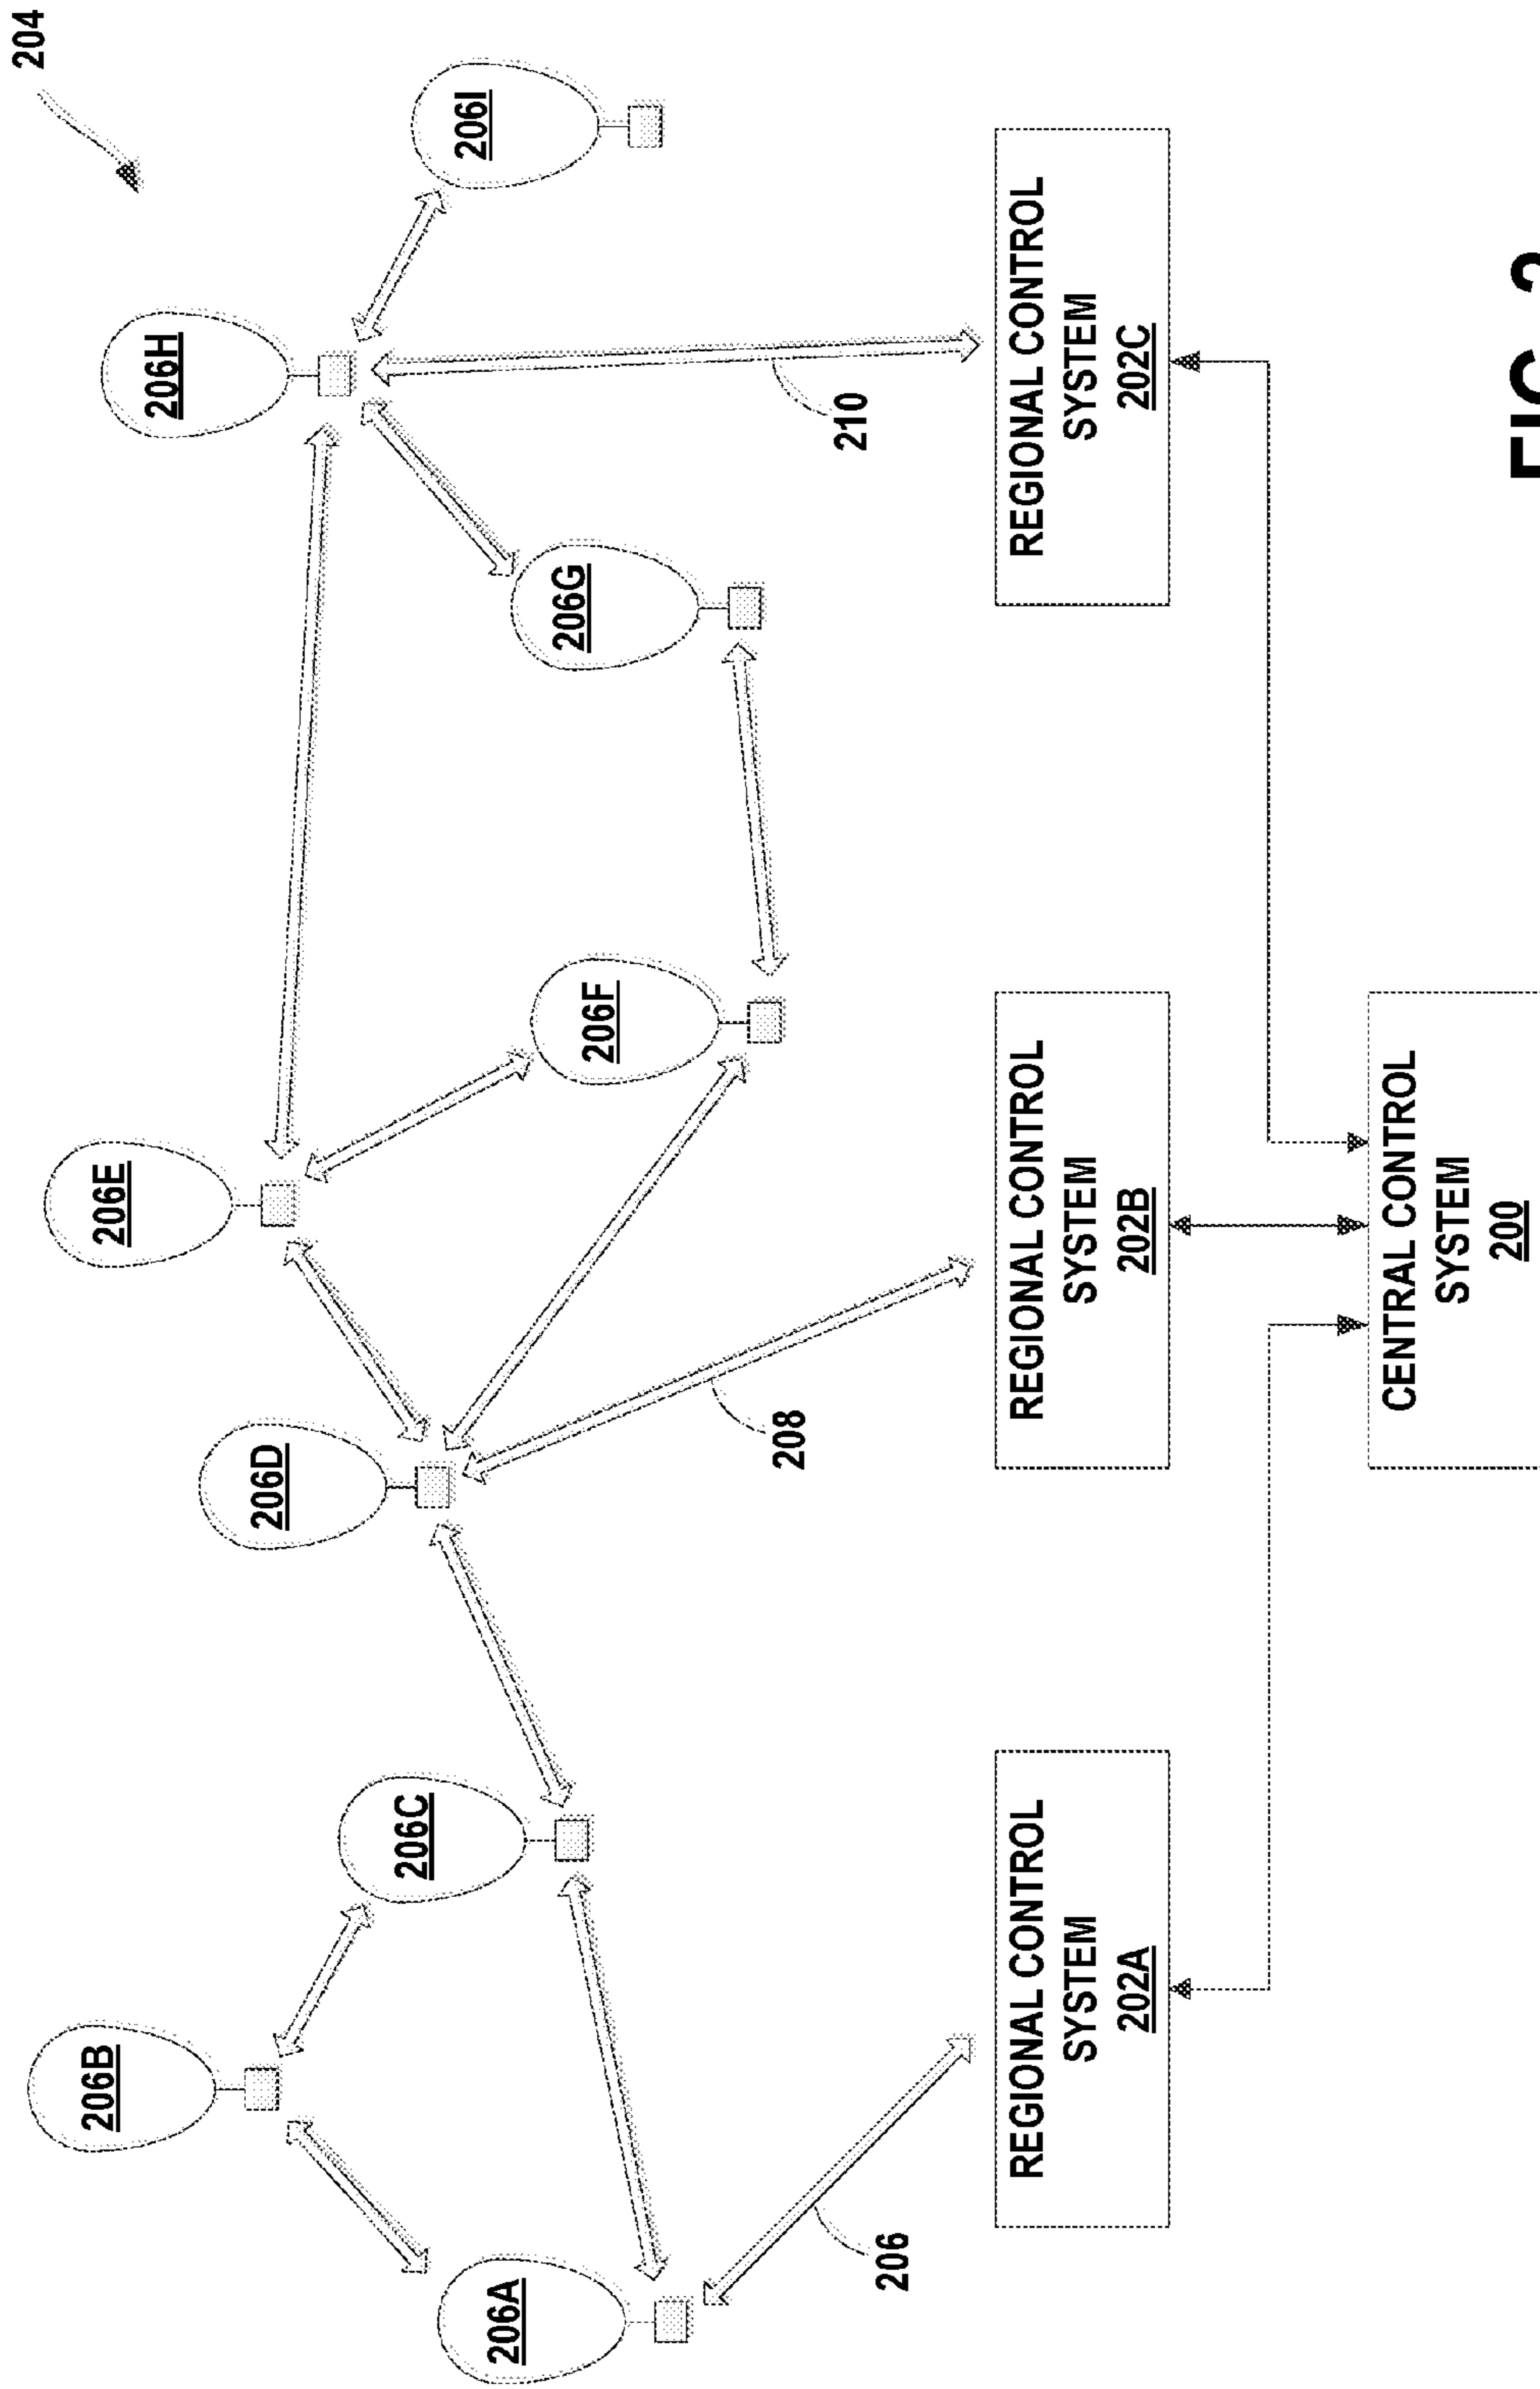 204
206B
206E
206H
206D
206C
206I
206A
206F
206G
206
208
210
REGIONAL CONTROL
SYSTEM
202A
REGIONAL CONTROL
SYSTEM
202B
REGIONAL CONTROL
SYSTEM
202C
CENTRAL CONTROL
SYSTEM
200